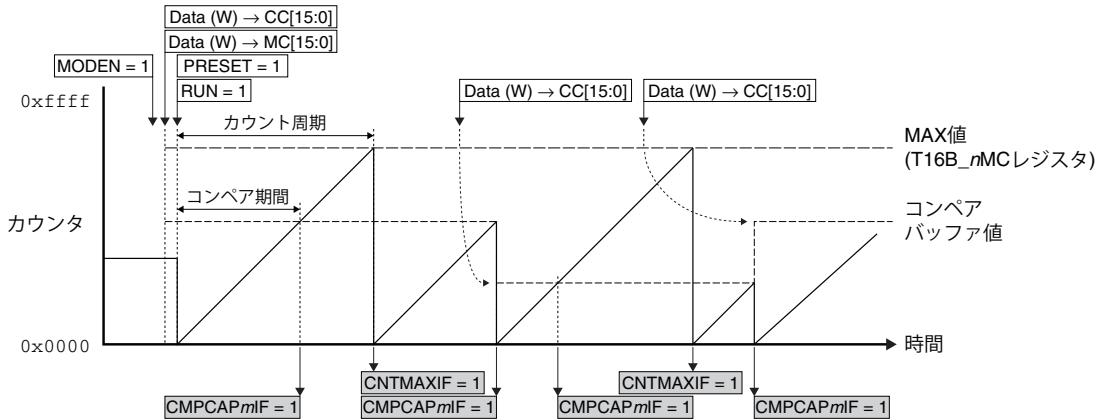 Data (W) → CC[15:0]
Data (W) → MC[15:0]
MODEN = 1
PRESET = 1
RUN = 1
Data (W) → CC[15:0]
Data (W) → CC[15:0]
0xffff
カウント周期
MAX値
(T16B_nMCレジスタ)
コンペア期間
カウンタ
コンペア
バッファ値
0x0000
時間
CNTMAXIF = 1
CNTMAXIF = 1
CMPCAPmIF = 1
CMPCAPmIF = 1
CMPCAPmIF = 1
CMPCAPmIF = 1